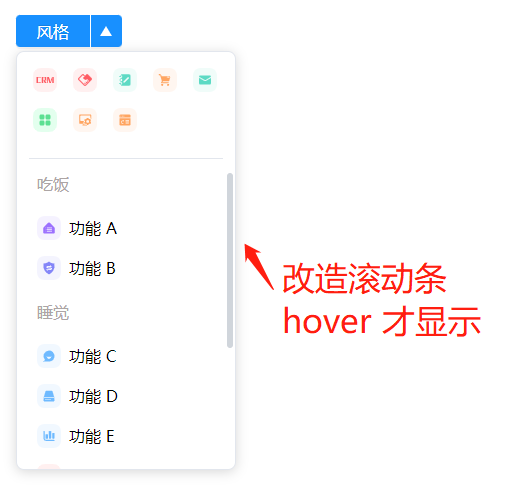 风格
CRM
吃饭
功能 A
功能 B
睡觉
功能 C
功能 D
功能 E
改造滚动条
hover 才显示